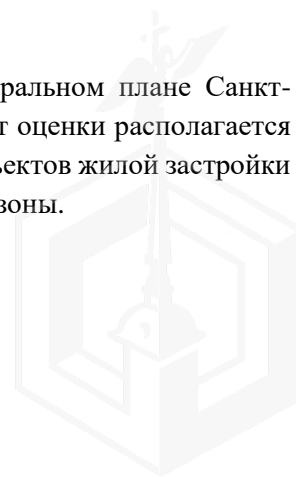 ральном плане Санкт-
т оценки располагается
ъектов жилой застройки
зоны.